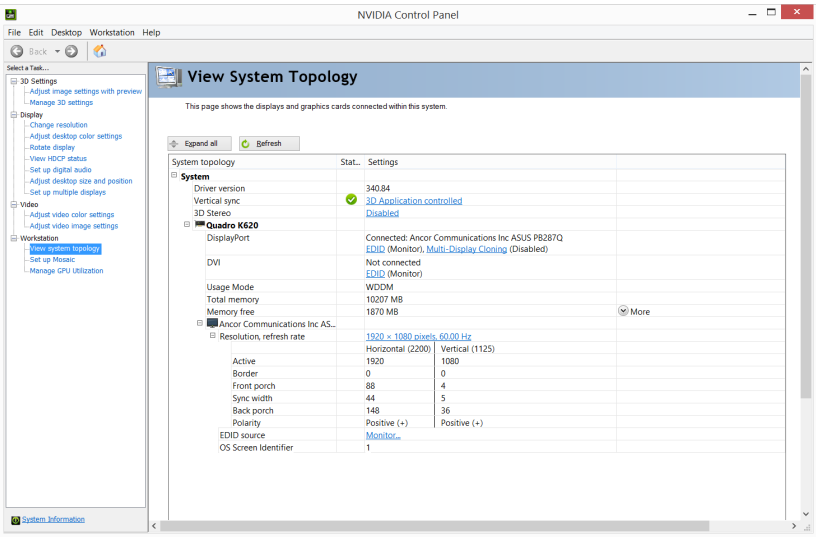 NVIDIA Control Panel
File Edit Desktop Workstation Help
Back
Select a Task...
3D Settings
Adjust image settings with preview
Manage 3D settings
Display
Change resolution
Adjust desktop color settings
Rotate display
View HDCP status
Set up digital audio
Adjust desktop size and position
Set up multiple displays
Video
Adjust video color settings
Adjust video image settings
Workstation
View system topology
Set up Mosaic
Manage GPU Utilization
System Information
View System Topology
This page shows the displays and graphics cards connected within this system.
Expand all Refresh
System topology Stat... Settings
System
Driver version 340.84
Vertical sync 3D Application controlled
3D Stereo Disabled
Quadro K620
DisplayPort Connected: Ancor Communications Inc ASUS PB287Q
EDID (Monitor), Multi-Display Cloning (Disabled)
DVI Not connected
EDID (Monitor)
Usage Mode WDDM
Total memory 10207 MB
Memory free 1870 MB More
Ancor Communications Inc AS...
Resolution, refresh rate 1920 × 1080 pixels, 60.00 Hz
Horizontal (2200) Vertical (1125)
Active 1920 1080
Border 0 0
Front porch 88 4
Sync width 44 5
Back porch 148 36
Polarity Positive (+) Positive (+)
EDID source Monitor...
OS Screen Identifier 1